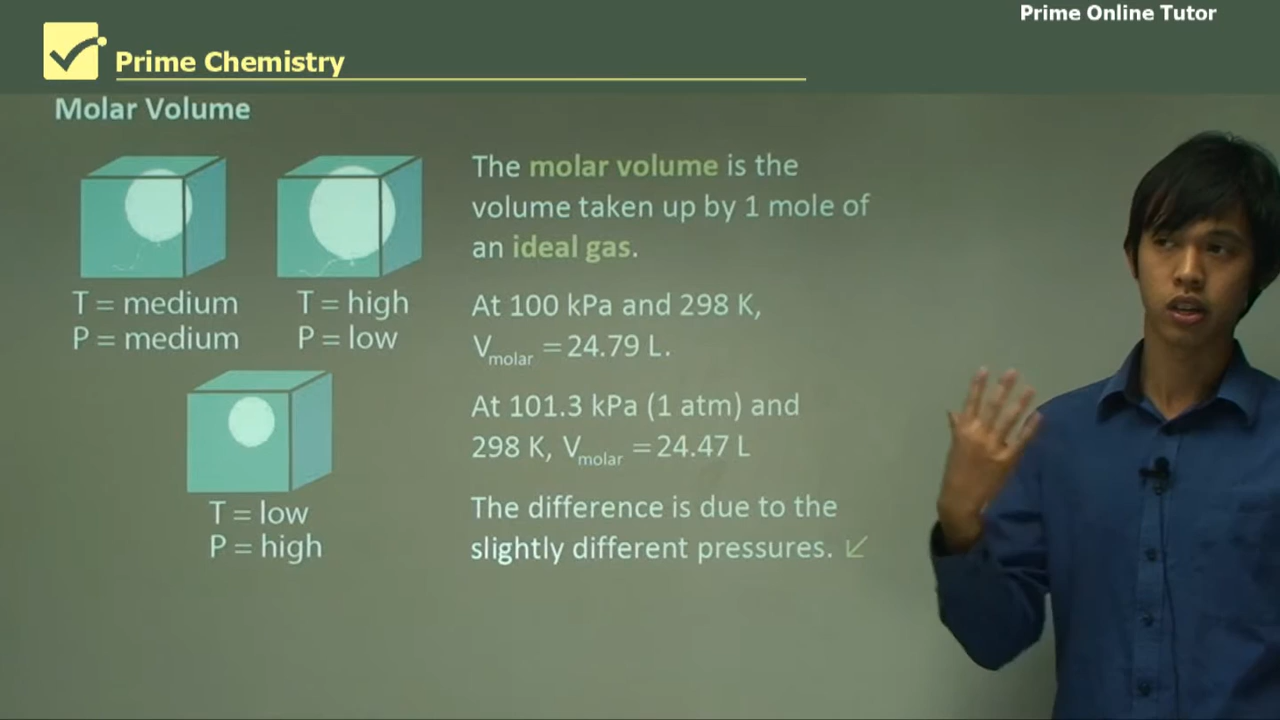 Prime Online Tutor
Prime Chemistry
Molar Volume
T = medium
P = medium
T = high
P = low
T = low
P = high
The molar volume is the
volume taken up by 1 mole of
an ideal gas.
At 100 kPa and 298 K,
Vmolar = 24.79 L.
At 101.3 kPa (1 atm) and
298 K, Vmolar = 24.47 L
The difference is due to the
slightly different pressures.